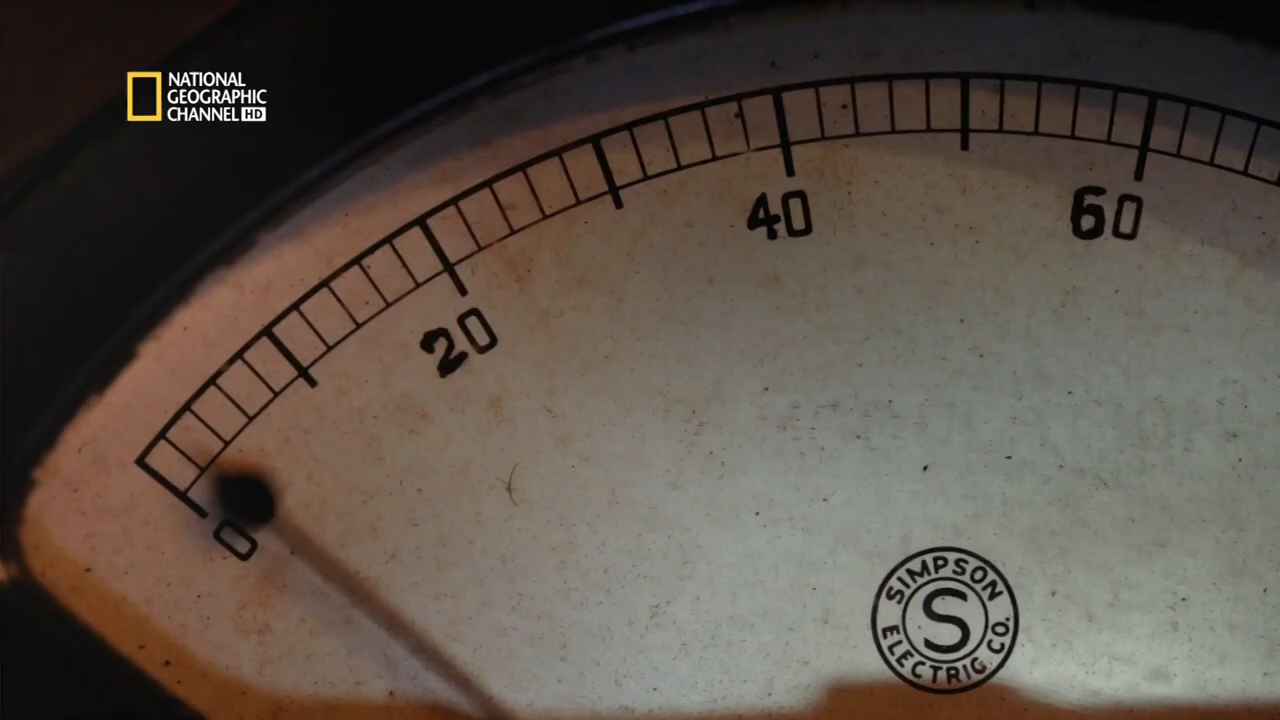 NATIONAL
GEOGRAPHIC
CHANNEL HD
40
60
20
0
SIMPSON
S
ELECTRIC CO.